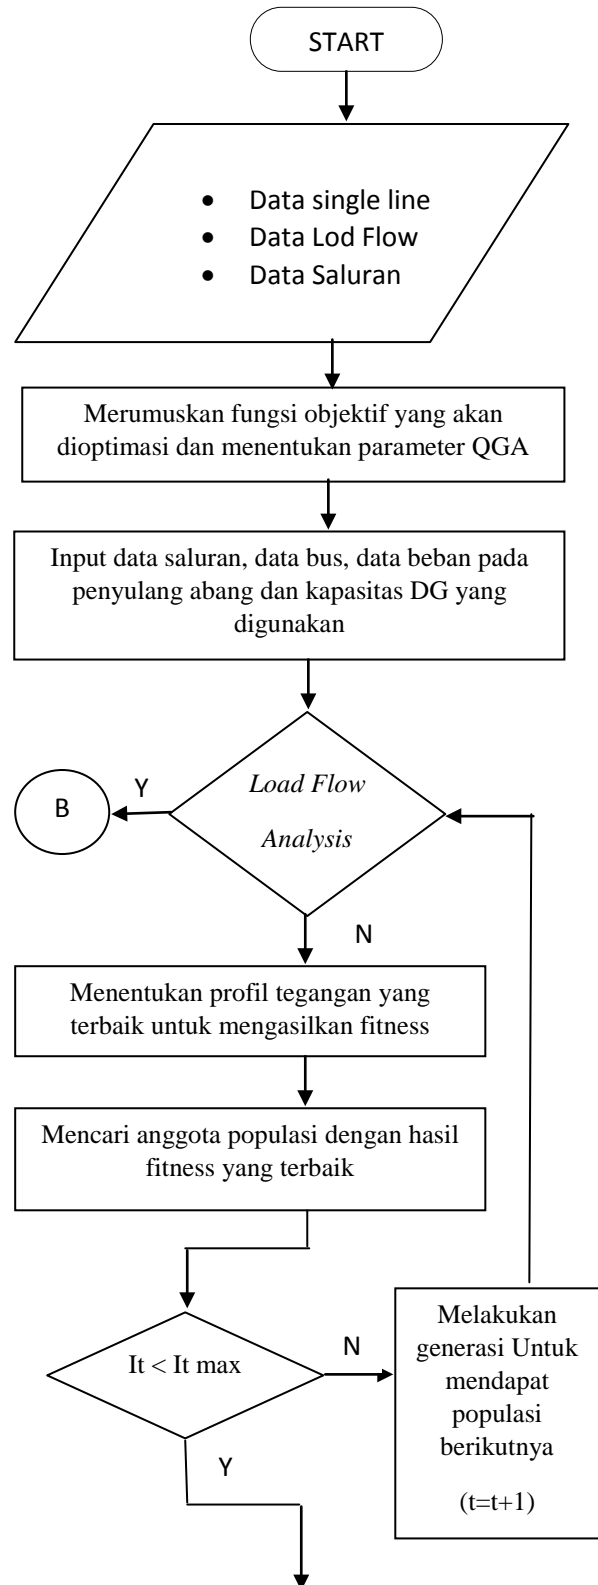 START
• Data single line
• Data Lod Flow
• Data Saluran
Merumuskan fungsi objektif yang akan
dioptimasi dan menentukan parameter QGA
Input data saluran, data bus, data beban pada
penyulang abang dan kapasitas DG yang
digunakan
Load Flow
Analysis
Y
B
N
Menentukan profil tegangan yang
terbaik untuk mengasilkan fitness
Mencari anggota populasi dengan hasil
fitness yang terbaik
It < It max
N
Melakukan
generasi Untuk
mendapat
populasi
berikutnya
(t=t+1)
Y